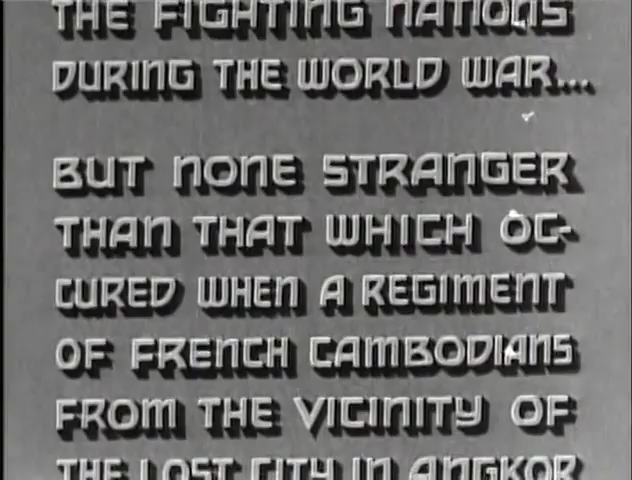 THE FIGHTING NATIONS
DURING THE WORLD WAR...
BUT NONE STRANGER
THAN THAT WHICH OC-
CURED WHEN A REGIMENT
OF FRENCH CAMBODIANS
FROM THE VICINITY OF
THE LOST CITY IN ANGKOR